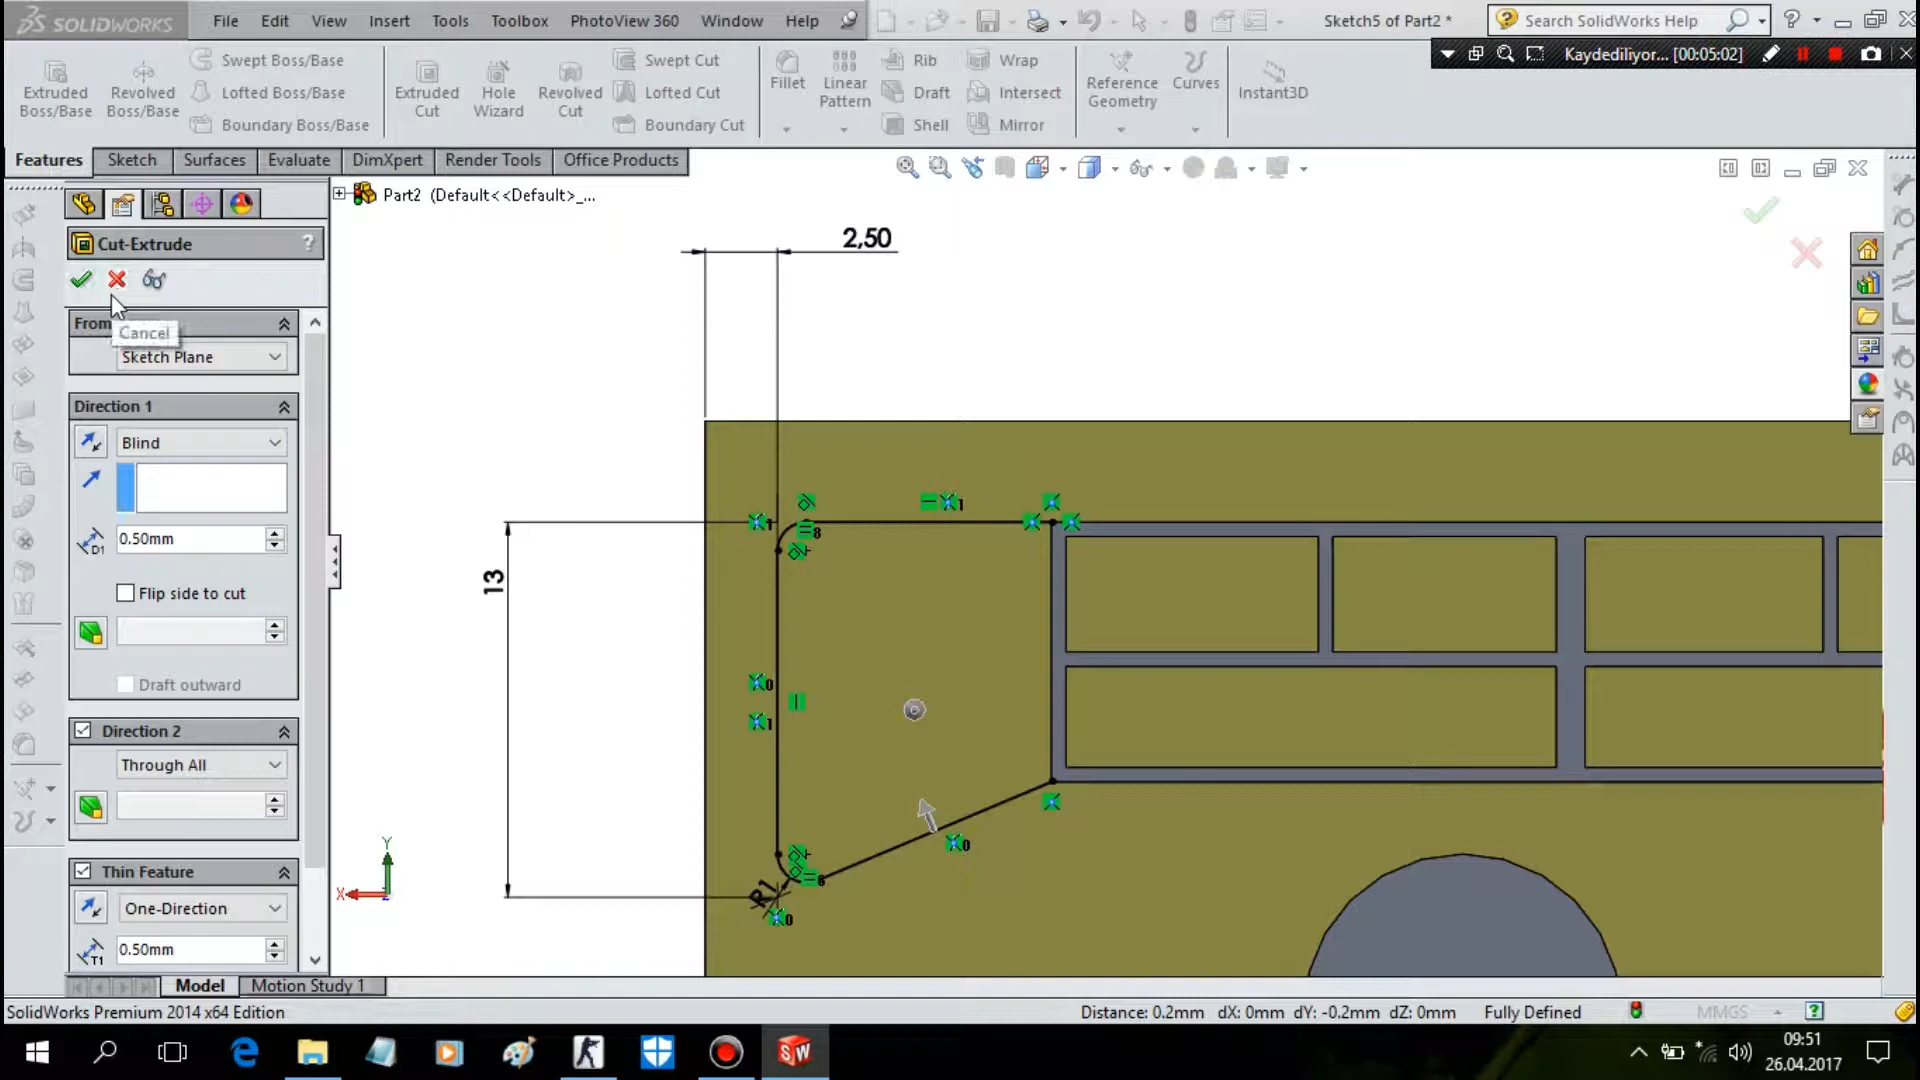 SOLIDWORKS File Edit View Insert Tools Toolbox PhotoView 360 Window Help Sketch5 of Part2 * Search SolidWorks Help
Kaydediliyor... [00:05:02]
Extruded Boss/Base
Revolved Boss/Base
Swept Boss/Base
Lofted Boss/Base
Boundary Boss/Base
Extruded Cut
Hole Wizard
Revolved Cut
Swept Cut
Lofted Cut
Boundary Cut
Fillet
Linear Pattern
Rib
Draft
Shell
Wrap
Intersect
Mirror
Reference Geometry
Curves
Instant3D
Features Sketch Surfaces Evaluate DimXpert Render Tools Office Products
Part2 (Default<<Default>_...
Cut-Extrude ?
From
Cancel
Sketch Plane
Direction 1
Blind
D1 0.50mm
Flip side to cut
Draft outward
Direction 2
Through All
Thin Feature
One-Direction
T1 0.50mm
2,50
13
R1
Y
X
Model Motion Study 1
SolidWorks Premium 2014 x64 Edition Distance: 0.2mm dX: 0mm dY: -0.2mm dZ: 0mm Fully Defined MMGS
SW
09:51
26.04.2017